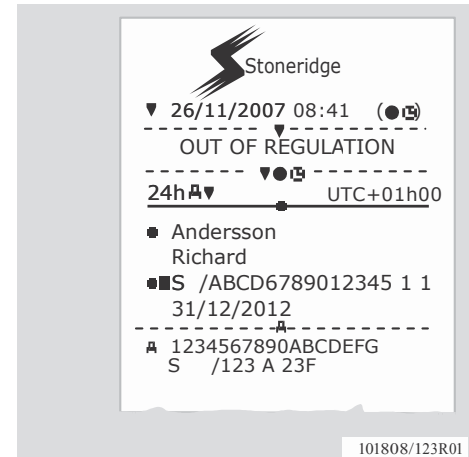 Stoneridge
▼ 26/11/2007 08:41 (●)
OUT OF REGULATION
24h▼ UTC+01h00
● Andersson
Richard
●■S /ABCD6789012345 1 1
31/12/2012
1234567890ABCDEFG
S /123 A 23F
101808/123R01